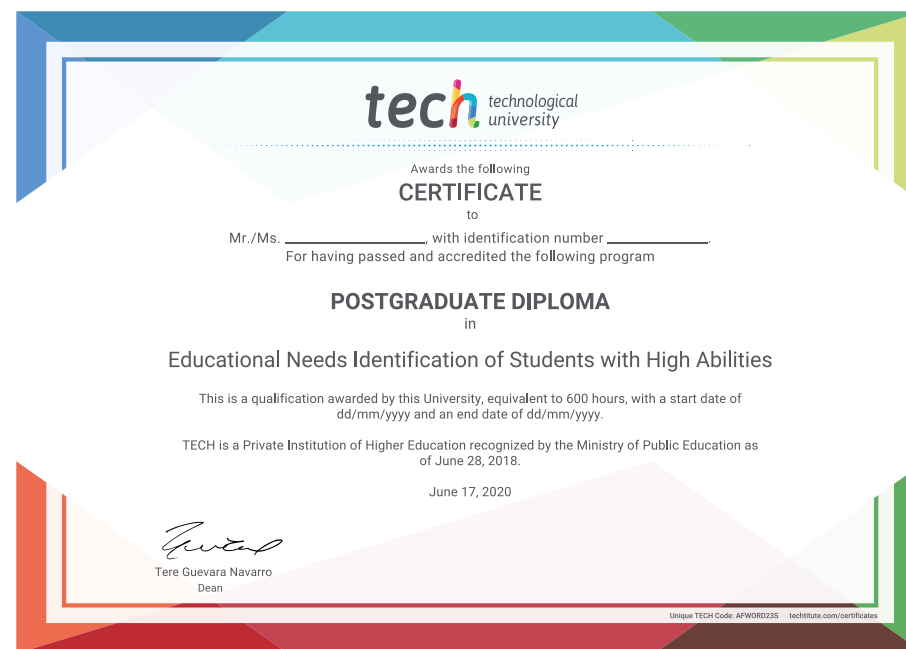 tech technological
university
Awards the following
CERTIFICATE
to
Mr./Ms. ____________________, with identification number ______________.
For having passed and accredited the following program
POSTGRADUATE DIPLOMA
in
Educational Needs Identification of Students with High Abilities
This is a qualification awarded by this University, equivalent to 600 hours, with a start date of
dd/mm/yyyy and an end date of dd/mm/yyyy.
TECH is a Private Institution of Higher Education recognized by the Ministry of Public Education as
of June 28, 2018.
June 17, 2020
Tere Guevara Navarro
Dean
Unique TECH Code: AFWORD23S techtitute.com/certificates